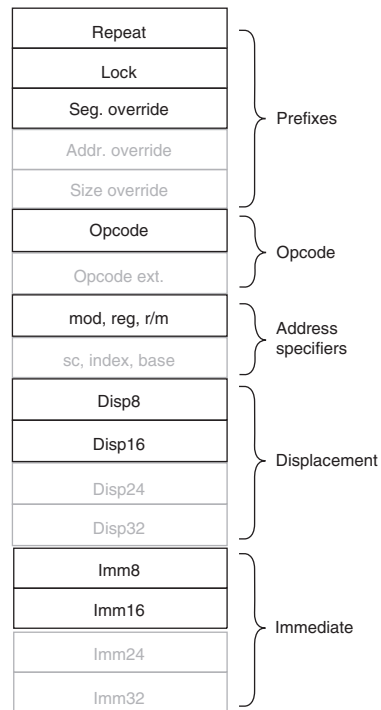 Repeat
Lock
Seg. override
Addr. override
Size override
Prefixes
Opcode
Opcode ext.
Opcode
mod, reg, r/m
sc, index, base
Address
specifiers
Disp8
Disp16
Disp24
Disp32
Displacement
Imm8
Imm16
Imm24
Imm32
Immediate